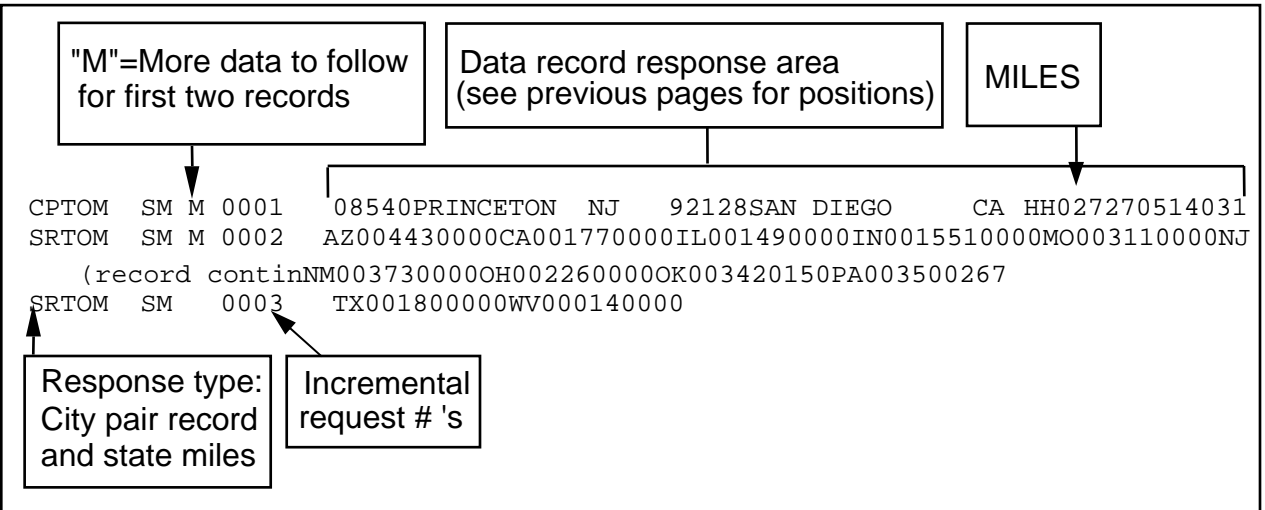 "M"=More data to follow
for first two records
Data record response area
(see previous pages for positions)
MILES
CPTOM SM M 0001 08540PRINCETON NJ 92128SAN DIEGO CA HH027270514031
SRTOM SM M 0002 AZ004430000CA001770000IL001490000IN0015510000MO003110000NJ
(record continNM003730000OH002260000OK003420150PA003500267
SRTOM SM 0003 TX001800000WV000140000
Response type:
City pair record
and state miles
Incremental
request # 's